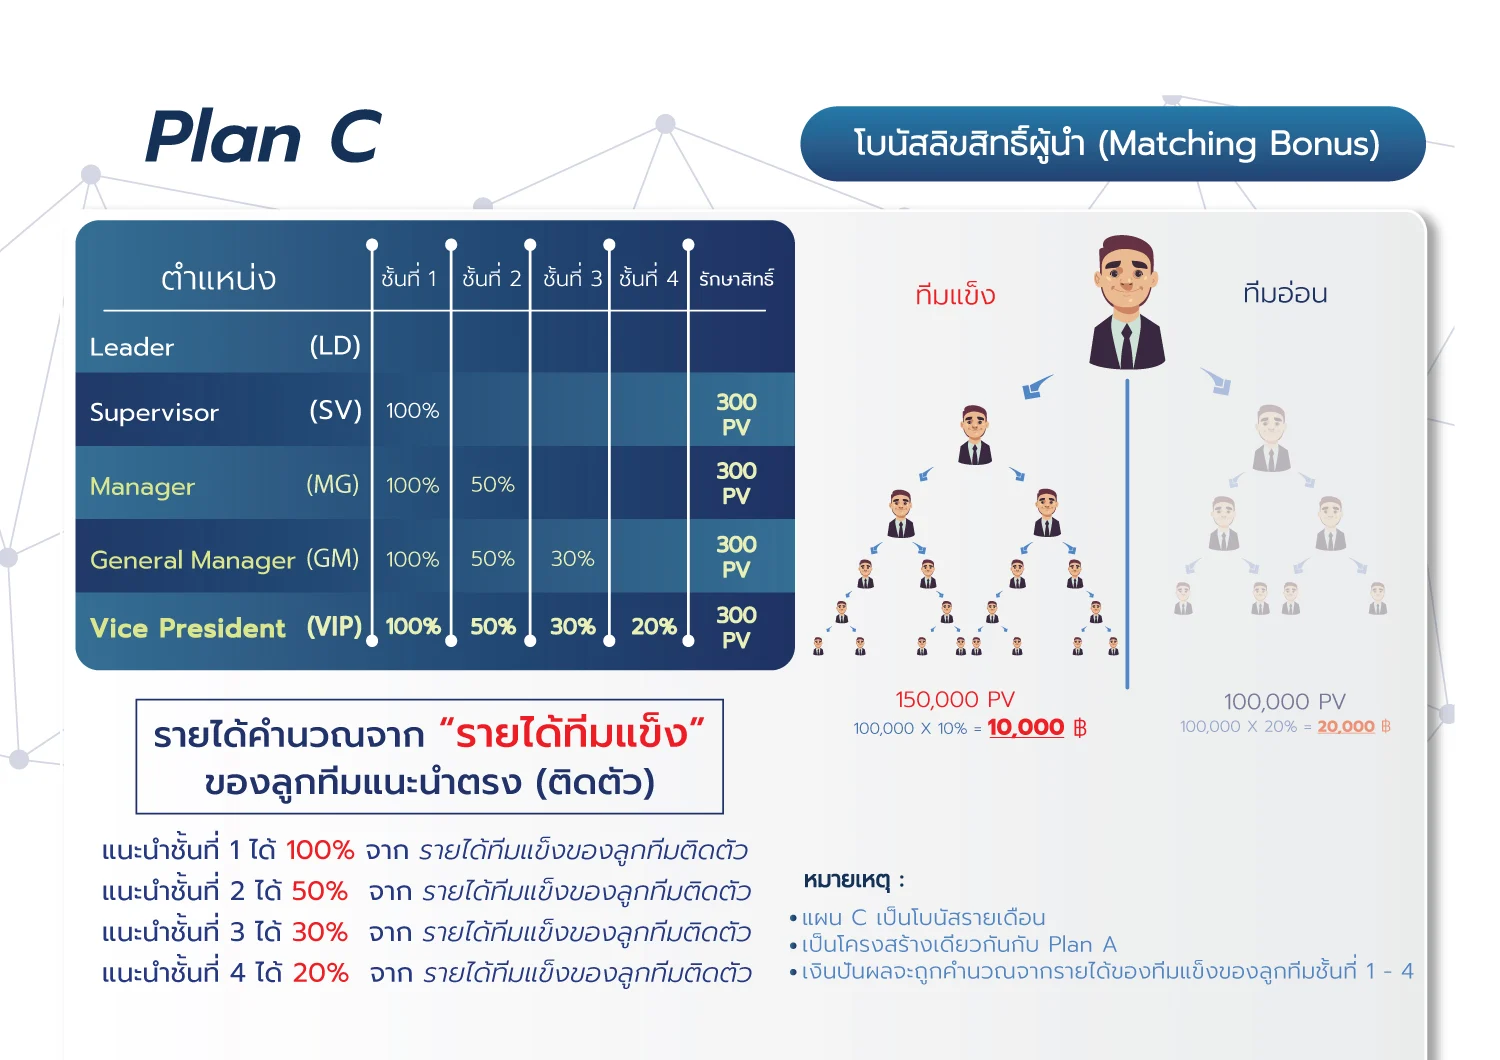 Plan C
โบนัสลิขสิทธิ์ผู้นำ (Matching Bonus)
ตำแหน่ง ชั้นที่ 1 ชั้นที่ 2 ชั้นที่ 3 ชั้นที่ 4 รักษาสิทธิ์
Leader (LD)
Supervisor (SV) 100% 300 PV
Manager (MG) 100% 50% 300 PV
General Manager (GM) 100% 50% 30% 300 PV
Vice President (VIP) 100% 50% 30% 20% 300 PV
รายได้คำนวณจาก “รายได้ทีมแข็ง”
ของลูกทีมแนะนำตรง (ติดตัว)
แนะนำชั้นที่ 1 ได้ 100% จาก รายได้ทีมแข็งของลูกทีมติดตัว
แนะนำชั้นที่ 2 ได้ 50% จาก รายได้ทีมแข็งของลูกทีมติดตัว
แนะนำชั้นที่ 3 ได้ 30% จาก รายได้ทีมแข็งของลูกทีมติดตัว
แนะนำชั้นที่ 4 ได้ 20% จาก รายได้ทีมแข็งของลูกทีมติดตัว
ทีมแข็ง
ทีมอ่อน
150,000 PV
100,000 X 10% = 10,000 ฿
100,000 PV
100,000 X 20% = 20,000 ฿
หมายเหตุ :
•แผน C เป็นโบนัสรายเดือน
•เป็นโครงสร้างเดียวกันกับ Plan A
•เงินปันผลจะถูกคำนวณจากรายได้ของทีมแข็งของลูกทีมชั้นที่ 1 - 4